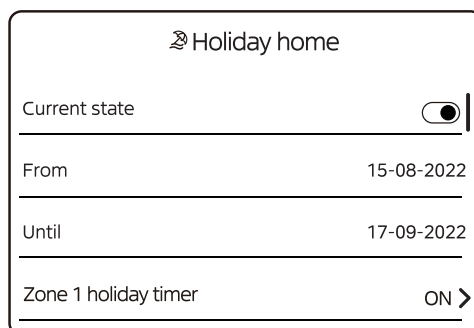 Holiday home
Current state
From 15-08-2022
Until 17-09-2022
Zone 1 holiday timer ON